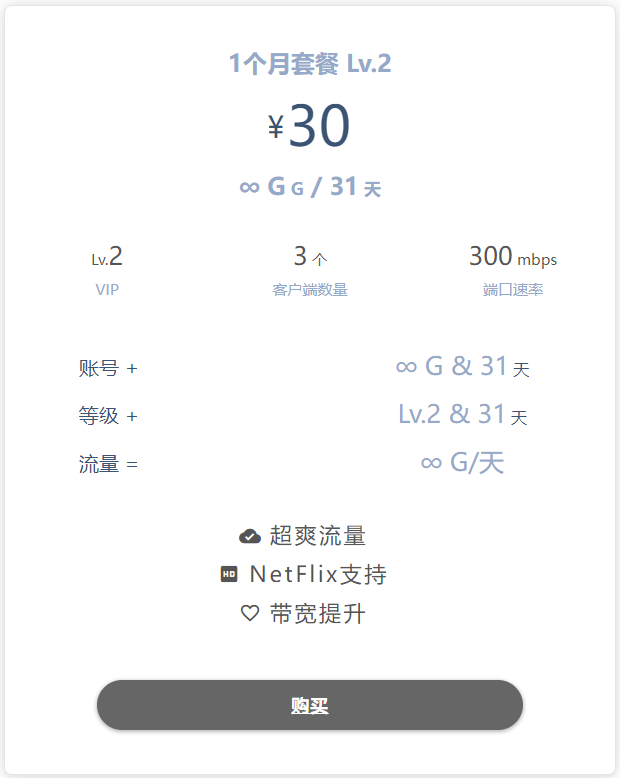 1个月套餐 Lv.2
¥30
∞ G G / 31 天
Lv.2 3 个 300 mbps
VIP 客户端数量 端口速率
账号 + ∞ G & 31 天
等级 + Lv.2 & 31 天
流量 = ∞ G/天
超爽流量
HD NetFlix支持
带宽提升
购买